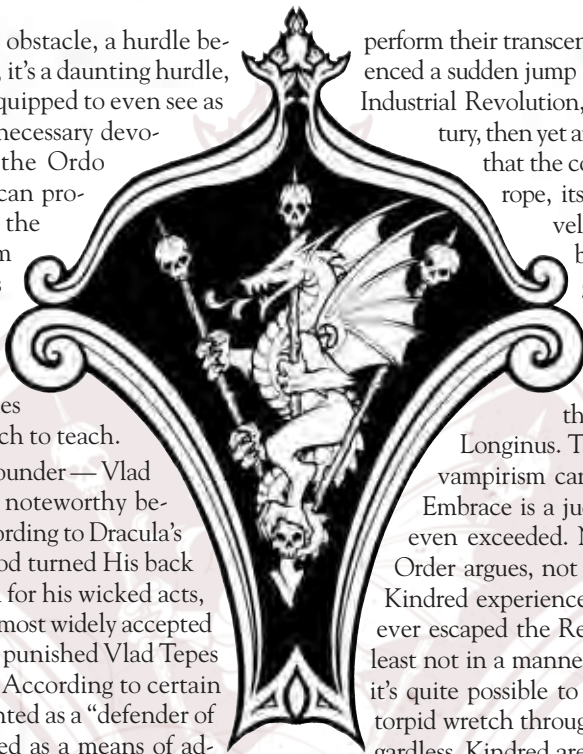 obstacle, a hurdle be-
it's a daunting hurdle,
quipped to even see as
necessary devo-
the Ordo
can pro-
the
m
s
es
ch to teach.
ounder — Vlad
noteworthy be-
ording to Dracula's
od turned His back
for his wicked acts,
most widely accepted
punished Vlad Tepes
According to certain
nted as a “defender of
ed as a means of ad-
perform their transcen
enced a sudden jump
Industrial Revolution,
tury, then yet a
that the co
rope, its
vel
b
th
Longinus. T
vampirism can
Embrace is a ju
even exceeded. N
Order argues, not
Kindred experience
ever escaped the Re
least not in a manne
it's quite possible to
torpid wretch throug
gardless, Kindred are